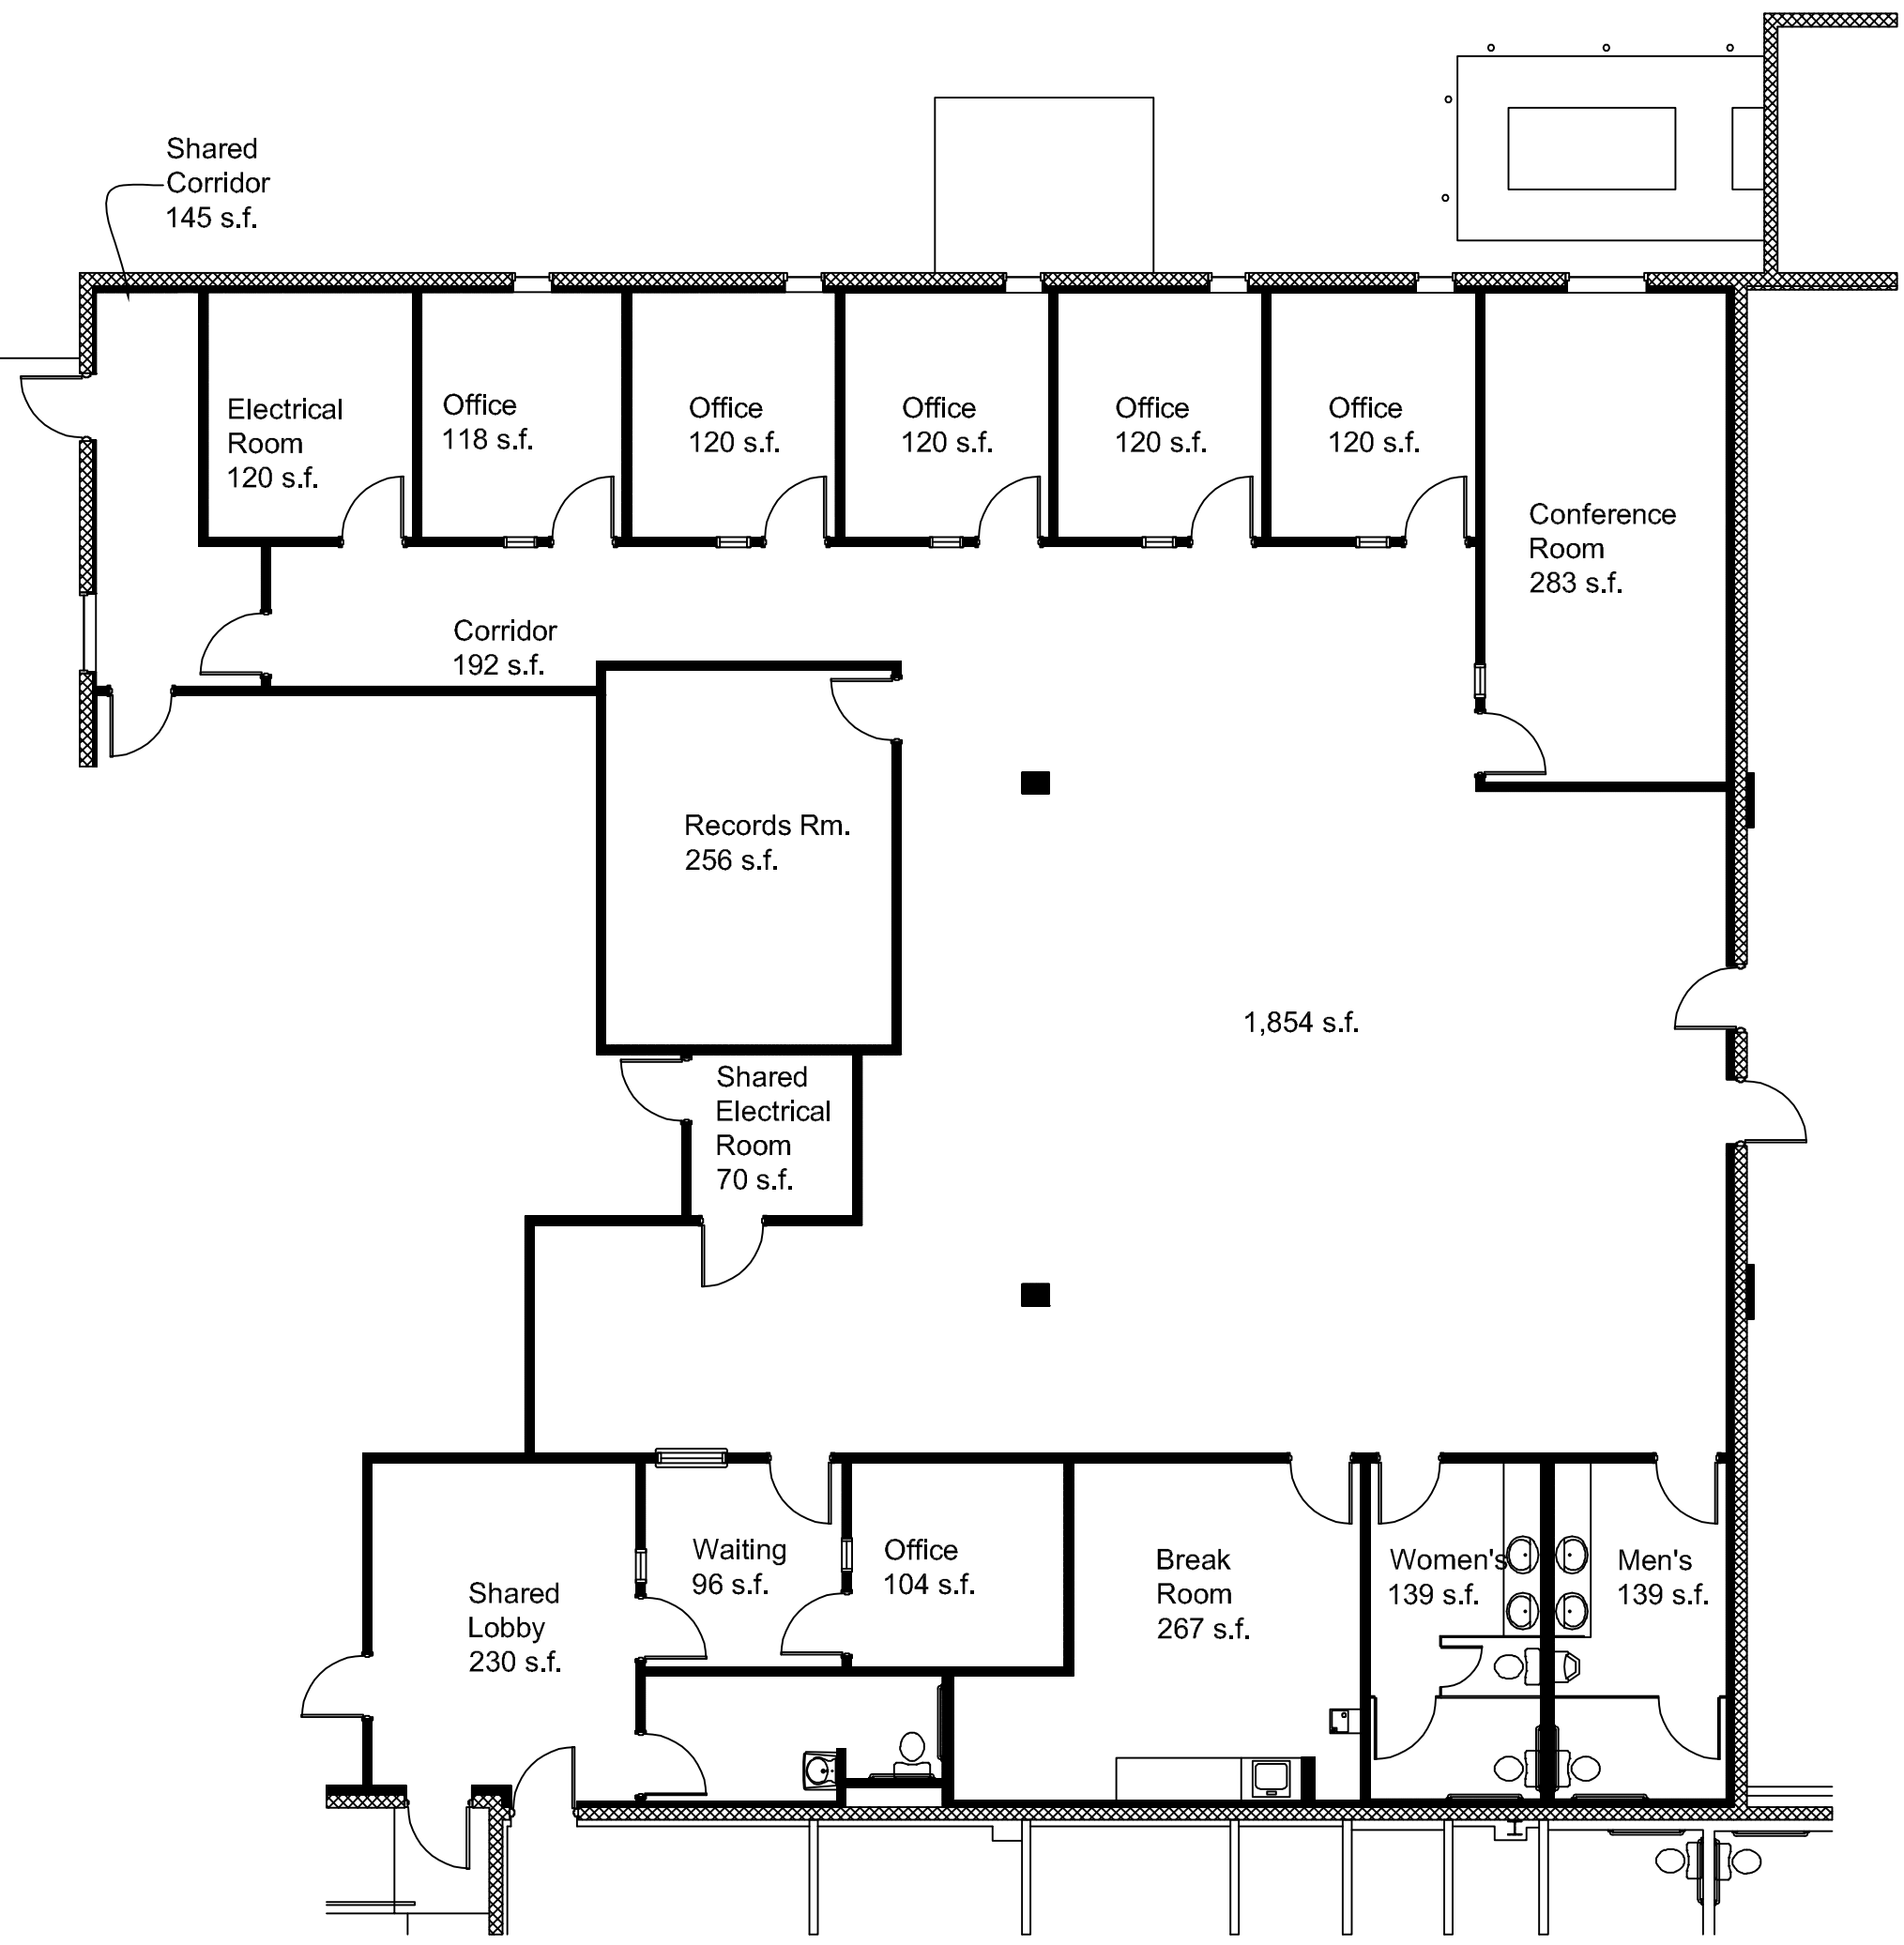 Shared
Corridor
145 s.f.
Electrical
Room
120 s.f.
Office
118 s.f.
Office
120 s.f.
Office
120 s.f.
Office
120 s.f.
Office
120 s.f.
Conference
Room
283 s.f.
Corridor
192 s.f.
Records Rm.
256 s.f.
1,854 s.f.
Shared
Electrical
Room
70 s.f.
Shared
Lobby
230 s.f.
Waiting
96 s.f.
Office
104 s.f.
Break
Room
267 s.f.
Women's
139 s.f.
Men's
139 s.f.